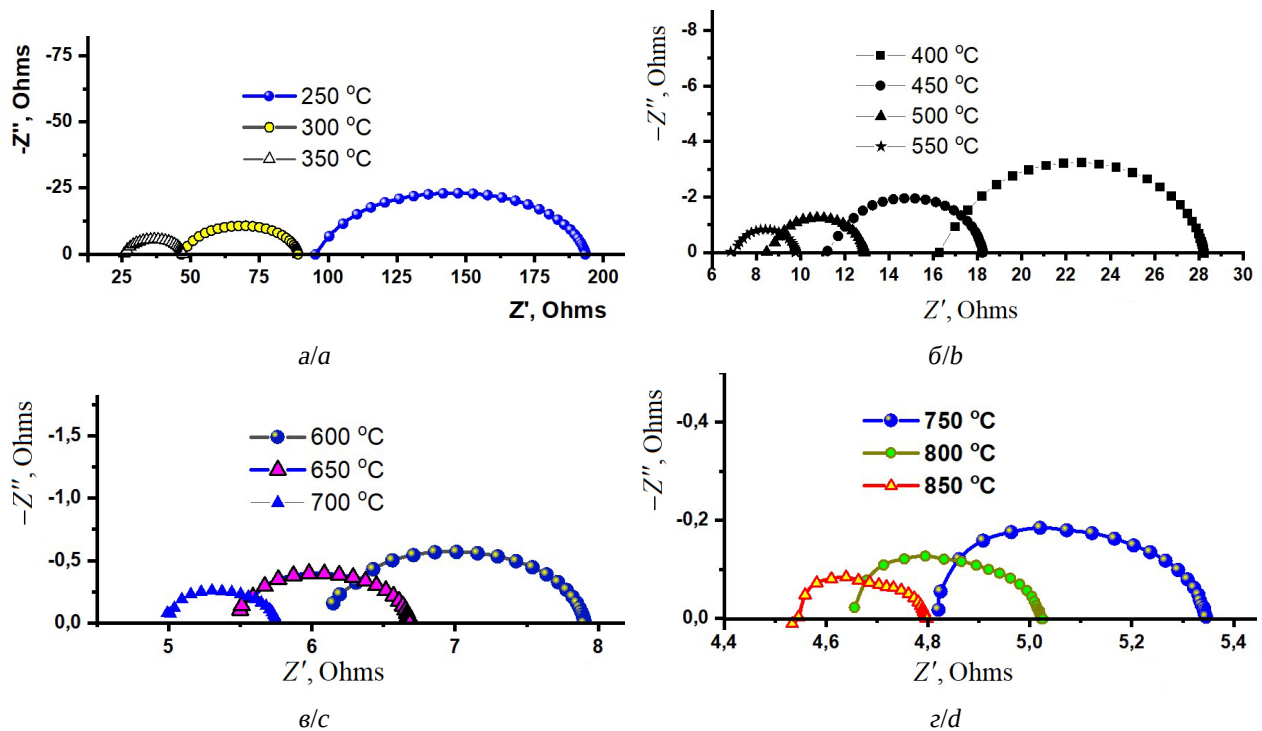 -Z'', Ohms
-75
-50
-25
0
25
50
75
100
125
150
175
200
250 °C
300 °C
350 °C
Z', Ohms
а/a
−Z'', Ohms
-8
-6
-4
-2
0
6
8
10
12
14
16
18
20
22
24
26
28
30
400 °C
450 °C
500 °C
550 °C
Z', Ohms
б/b
−Z'', Ohms
-1,5
-1,0
-0,5
0,0
5
6
7
8
600 °C
650 °C
700 °C
Z', Ohms
в/c
−Z'', Ohms
-0,4
-0,2
0,0
4,4
4,6
4,8
5,0
5,2
5,4
750 °C
800 °C
850 °C
Z', Ohms
г/d